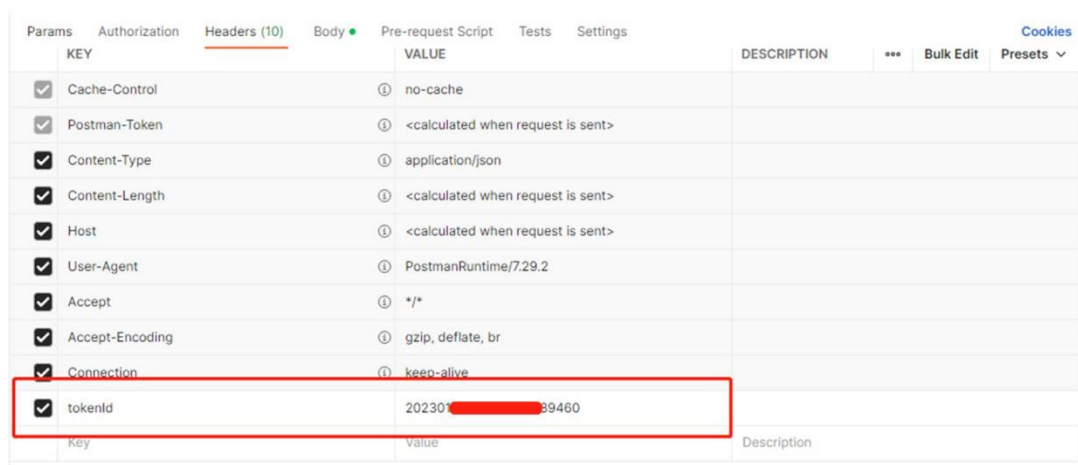 Params Authorization Headers (10) Body Pre-request Script Tests Settings Cookies
KEY VALUE DESCRIPTION ooo Bulk Edit Presets
Cache-Control no-cache
Postman-Token <calculated when request is sent>
Content-Type application/json
Content-Length <calculated when request is sent>
Host <calculated when request is sent>
User-Agent PostmanRuntime/7.29.2
Accept */*
Accept-Encoding gzip, deflate, br
Connection keep-alive
tokenId 202301 89460
Key Value Description